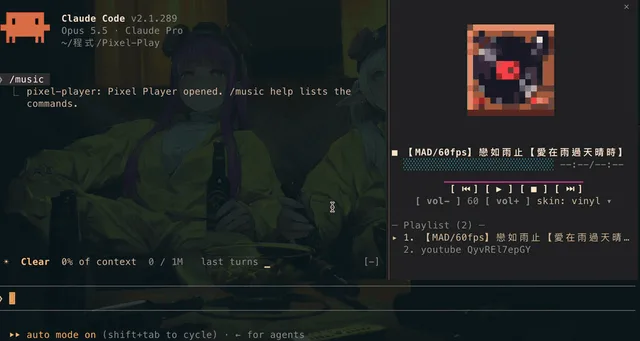 Claude Code v2.1.289
Opus 5.5 · Claude Pro
~/程式/Pixel-Play
❯ /music
⎿ pixel-player: Pixel Player opened. /music help lists the
commands.
☀ Clear 0% of context 0 / 1M last turns _ [−]
❯
▸▸ auto mode on (shift+tab to cycle) · ← for agents
×
■ 【MAD/60fps】戀如雨止【愛在雨過天晴時】
--:--/--:--
[ ⏮ ] [ ▶ ] [ ■ ] [ ⏭ ]
[ vol− ] 60 [ vol+ ] skin: vinyl ▾
─ Playlist (2) ─
▸ 1. 【MAD/60fps】戀如雨止【愛在雨過天晴…
2. youtube QyvREl7epGY